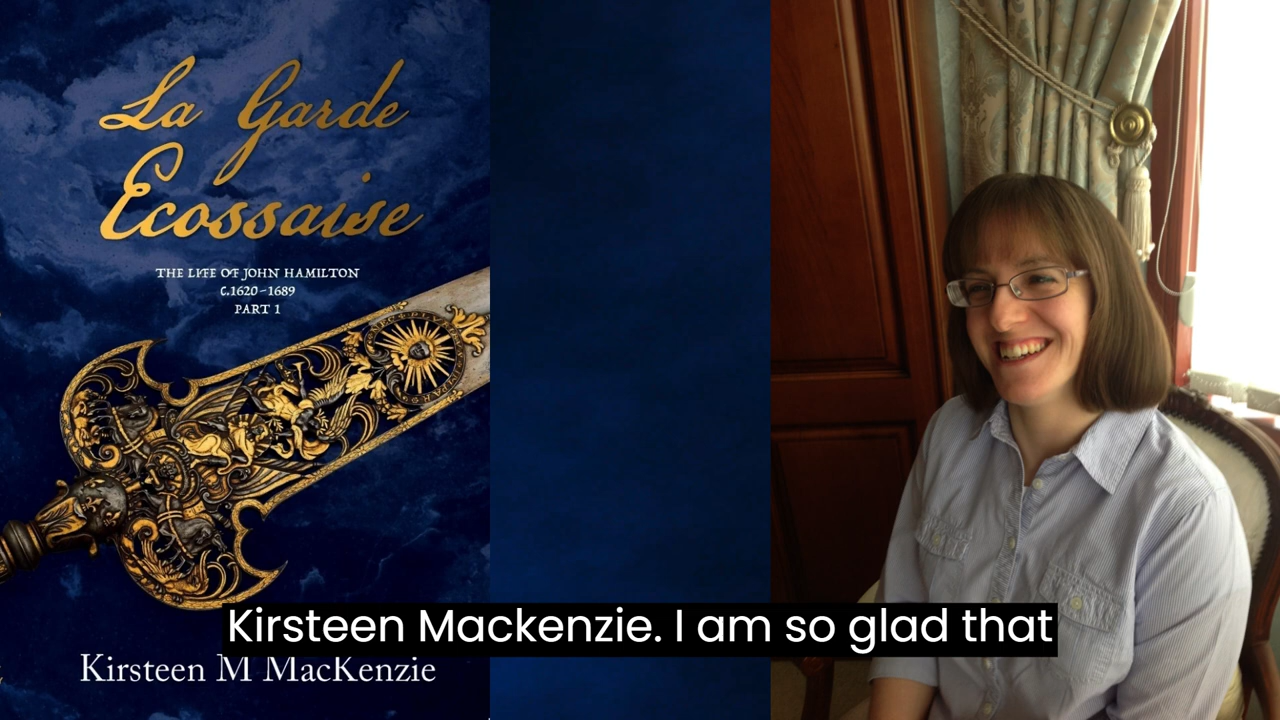 La Garde
Ecossaise
THE LIFE OF JOHN HAMILTON
C.1620-1689
PART 1
Kirsteen Mackenzie. I am so glad that
Kirsteen M MacKenzie